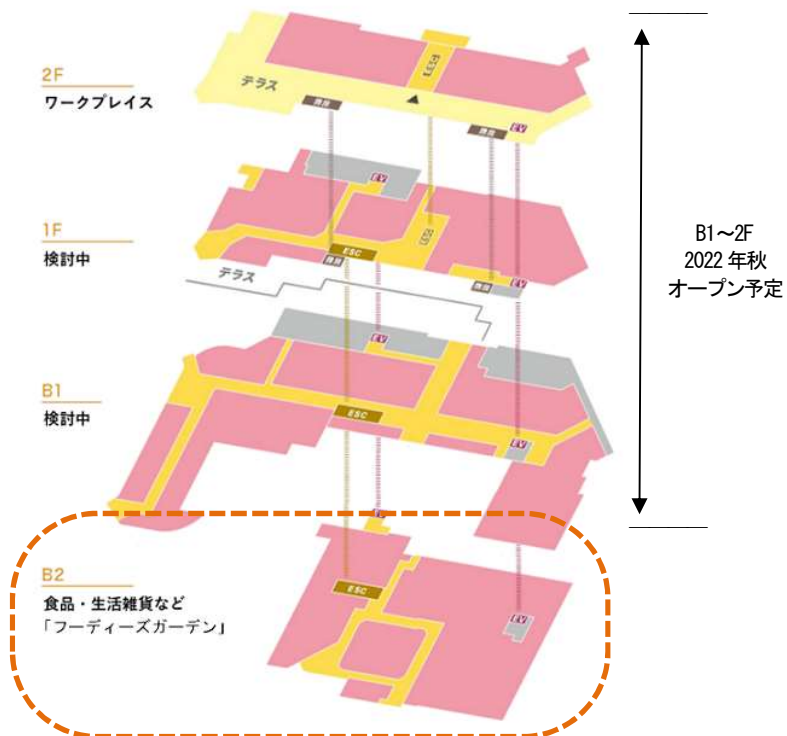 2F
ワークプレイス
テラス
ESC
階段
階段
EV
1F
検討中
EV
ESC
ESC
階段
階段
EV
テラス
B1〜2F
2022年秋
オープン予定
B1
検討中
EV
ESC
EV
B2
食品・生活雑貨など
「フーディーズガーデン」
EV
ESC
EV